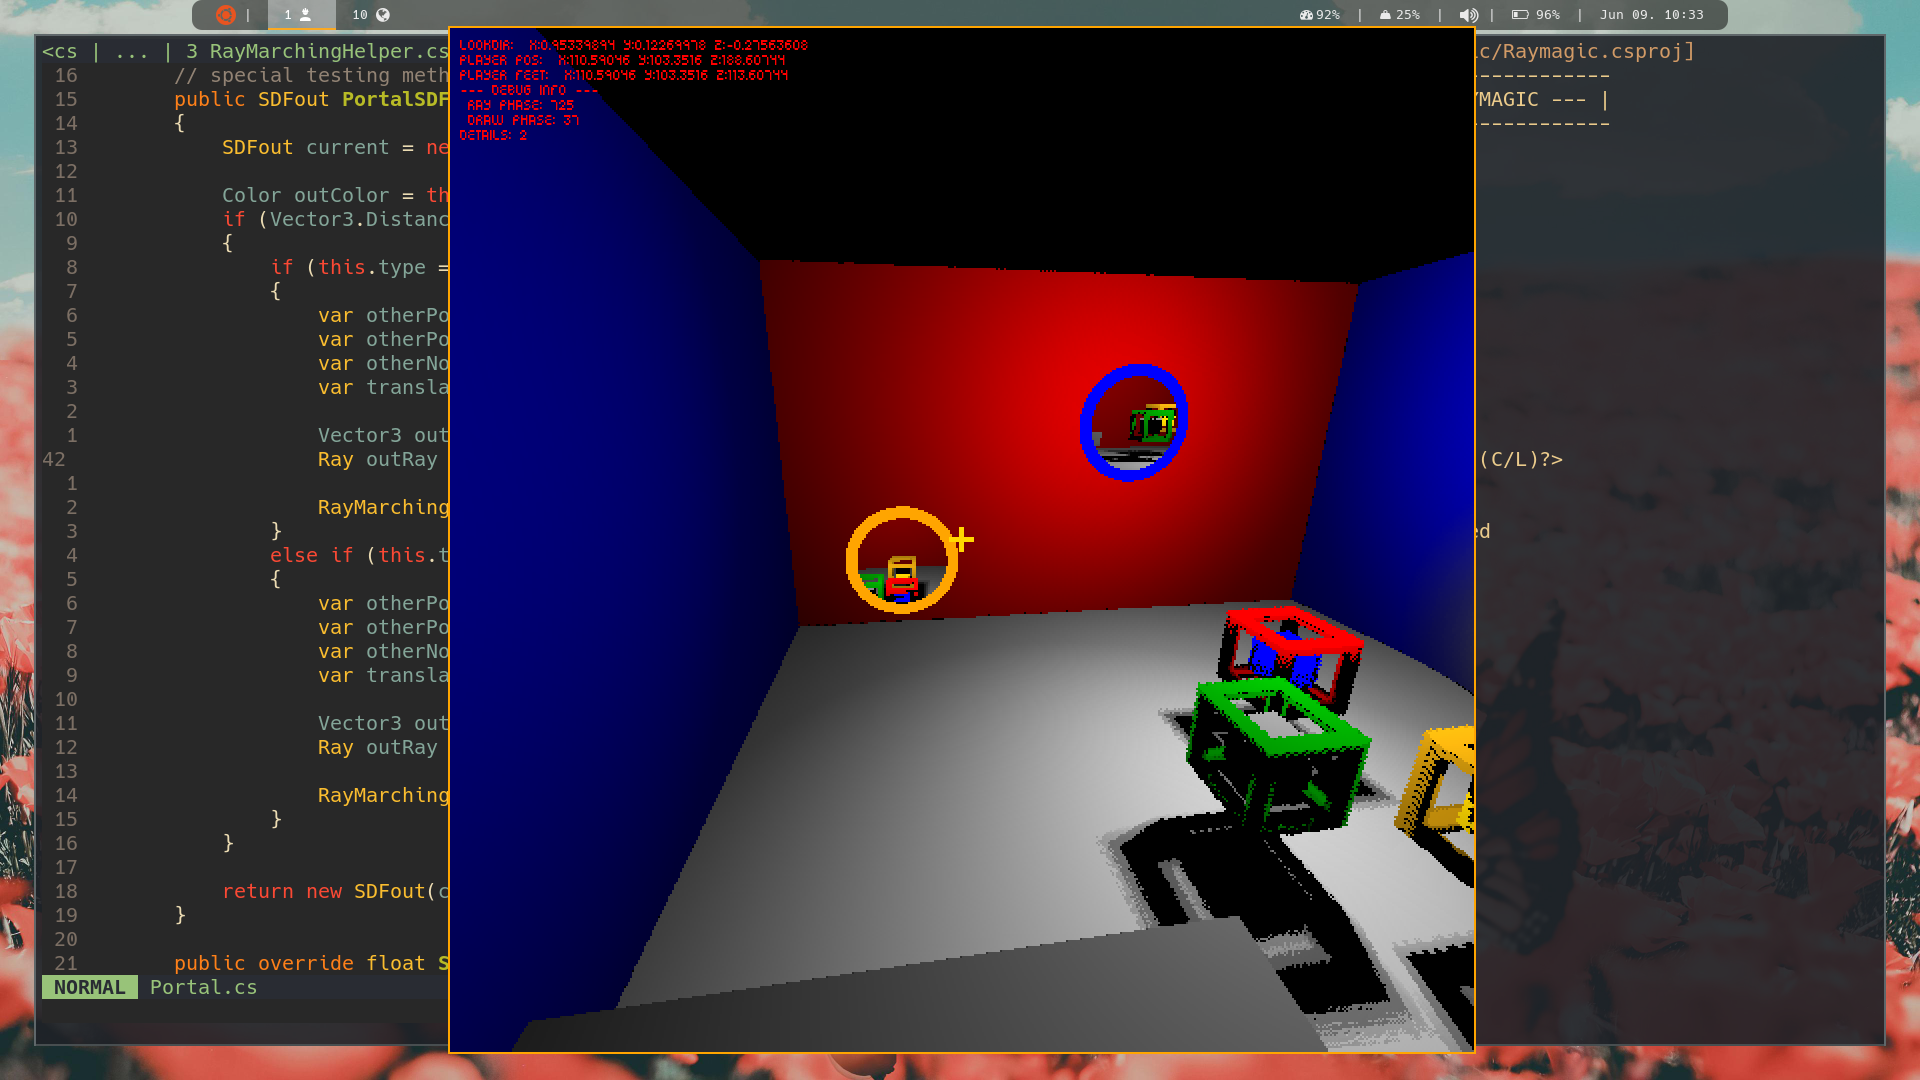 1
10
92% | 25% | | 96% | Jun 09. 10:33
<cs | ... | 3 RayMarchingHelper.cs
16 // special testing meth
15 public SDFout PortalSDF
14 {
13 SDFout current = ne
12
11 Color outColor = th
10 if (Vector3.Distanc
9 {
8 if (this.type =
7 {
6 var otherPo
5 var otherPo
4 var otherNo
3 var transla
2
1 Vector3 out
42 Ray outRay
1
2 RayMarching
3 }
4 else if (this.t
5 {
6 var otherPo
7 var otherPo
8 var otherNo
9 var transla
10
11 Vector3 out
12 Ray outRay
13
14 RayMarching
15 }
16 }
17
18 return new SDFout(c
19 }
20
21 public override float S
NORMAL Portal.cs
LOOKDIR: X:0.95339894 Y:0.12269978 Z:-0.27563608
PLAYER POS: X:110.59046 Y:103.3516 Z:188.60744
PLAYER FEET: X:110.59046 Y:103.3516 Z:113.60744
--- DEBUG INFO ---
RAY PHASE: 725
DRAW PHASE: 37
DETAILS: 2
c/Raymagic.csproj]
-----------
MAGIC --- |
-----------
(C/L)?>
ed